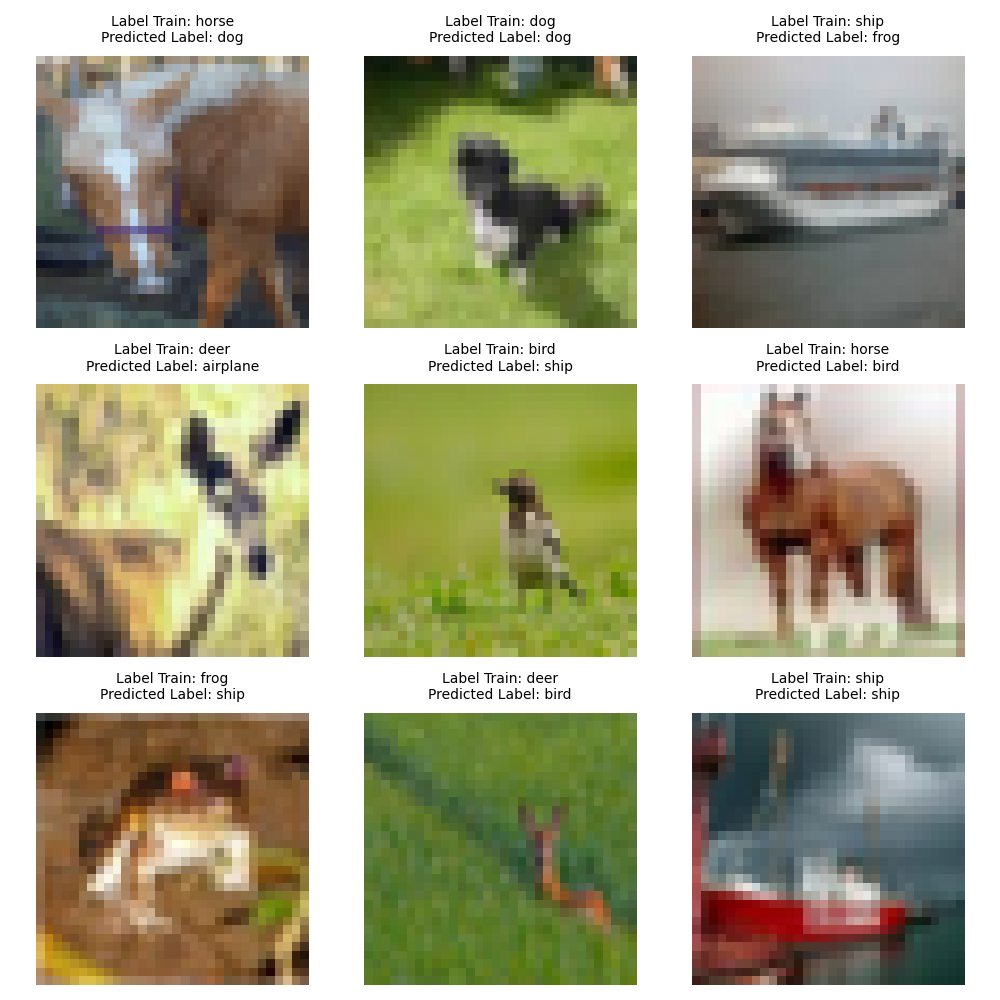 Label Train: horse
Predicted Label: dog
Label Train: dog
Predicted Label: dog
Label Train: ship
Predicted Label: frog
Label Train: deer
Predicted Label: airplane
Label Train: bird
Predicted Label: ship
Label Train: horse
Predicted Label: bird
Label Train: frog
Predicted Label: ship
Label Train: deer
Predicted Label: bird
Label Train: ship
Predicted Label: ship